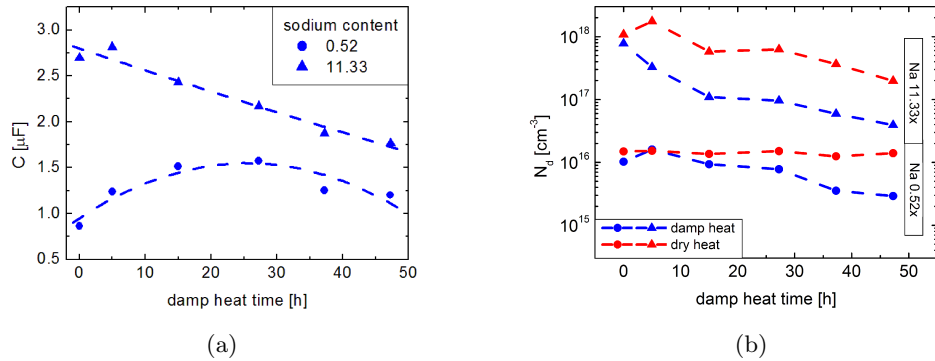 sodium content
0.52
11.33
3.0
2.5
2.0
1.5
1.0
0.5
C [µF]
0 10 20 30 40 50
damp heat time [h]
(a)
10^18
10^17
10^16
10^15
N_d [cm^-3]
Na 11.33x
Na 0.52x
damp heat
dry heat
0 10 20 30 40 50
damp heat time [h]
(b)